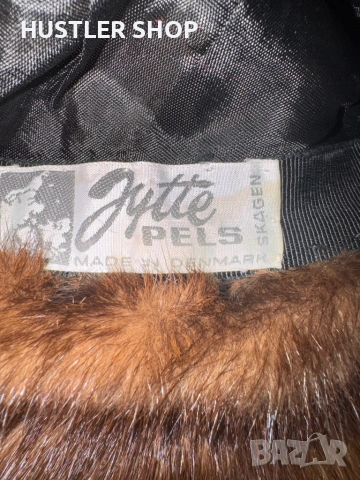 HUSTLER SHOP
Jytte
PELS
MADE IN DENMARK
SKAGEN
BAZAR